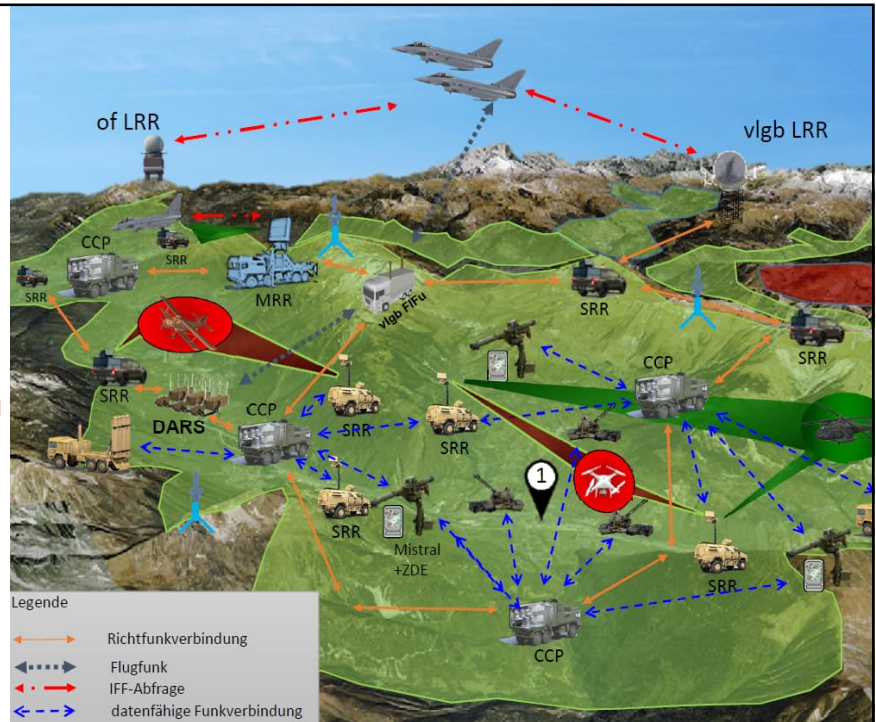 of LRR
vlgb LRR
CCP
SRR
SRR
MRR
vlgb FlFu
SRR
SRR
SRR
DARS
CCP
SRR
SRR
CCP
SRR
Mistral
+ZDE
1
SRR
CCP
Legende
Richtfunkverbindung
Flugfunk
IFF-Abfrage
datenfähige Funkverbindung